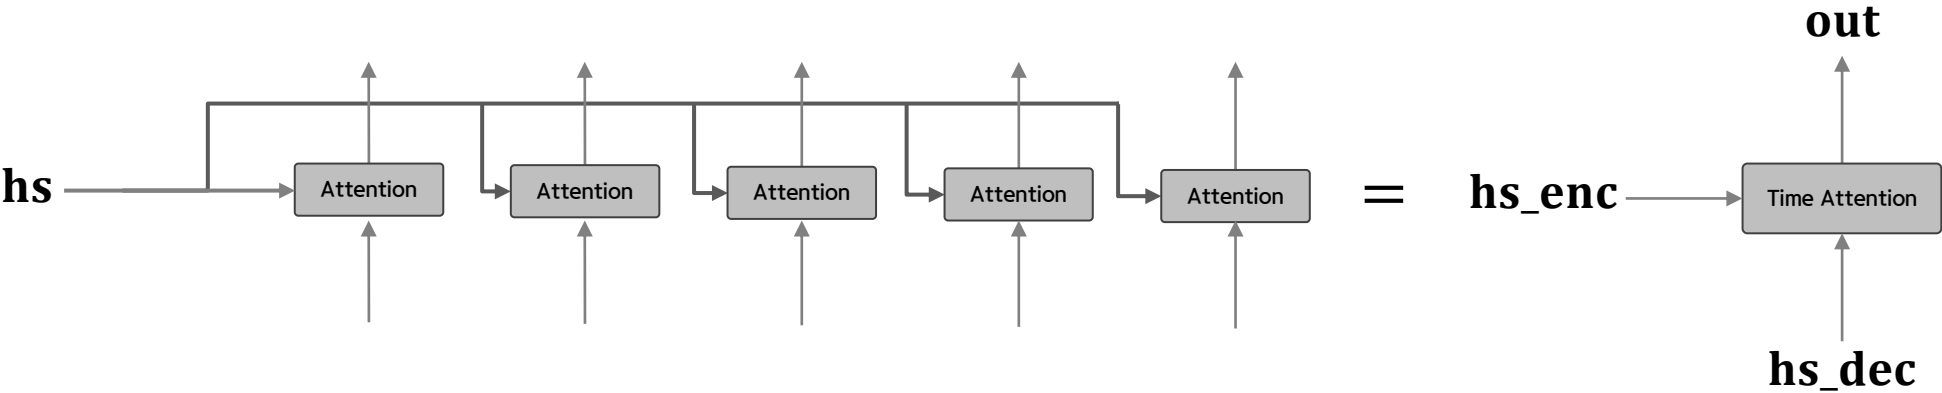 out
hs
Attention
Attention
Attention
Attention
Attention
=
hs_enc
Time Attention
hs_dec